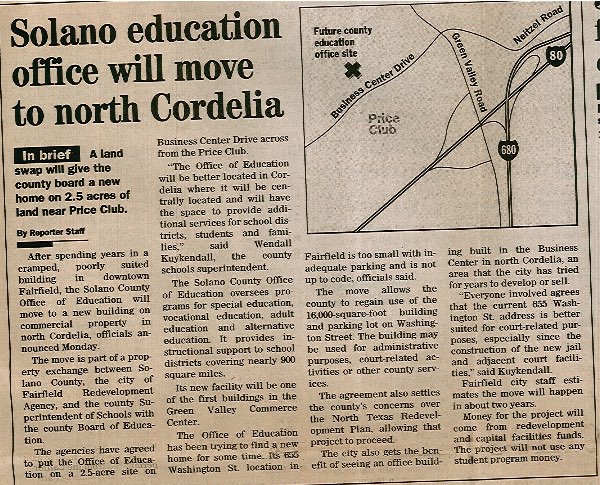 Solano education
office will move
to north Cordelia
In brief A land
swap will give the
county board a new
home on 2.5 acres of
land near Price Club.
By Reporter Staff
After spending years in a
cramped, poorly suited
building in downtown
Fairfield, the Solano County
Office of Education will
move to a new building on
commercial property in
north Cordelia, officials an-
nounced Monday.
The move is part of a prop-
erty exchange between So-
lano County, the city of
Fairfield Redevelopment
Agency, and the county Su-
perintendent of Schools with
the county Board of Educa-
tion.
The agencies have agreed
to put the Office of Educa-
tion on a 2.5-acre site on
Business Center Drive across
from the Price Club.
"The Office of Education
will be better located in Cor-
delia where it will be cen-
trally located and will have
the space to provide addi-
tional services for school dis-
tricts, students and fami-
lies," said Wendall
Kuykendall, the county
schools superintendent.
The Solano County Office
of Education oversees pro-
grams for special education,
vocational education, adult
education and alternative
education. It provides in-
structional support to school
districts covering nearly 900
square miles.
Its new facility will be one
of the first buildings in the
Green Valley Commerce
Center.
The Office of Education
has been trying to find a new
home for some time. Its 655
Washington St. location in
Future county
education
office site
Business Center Drive
Green Valley Road
Neitzel Road
80
Price
Club
680
Fairfield is too small with in-
adequate parking and is not
up to code, officials said.
The move allows the
county to regain use of the
16,000-square-foot building
and parking lot on Washing-
ton Street. The building may
be used for administrative
purposes, court-related ac-
tivities or other county serv-
ices.
The agreement also settles
the county's concerns over
the North Texas Redevel-
opment Plan, allowing that
project to proceed.
The city also gets the ben-
efit of seeing an office build-
ing built in the Business
Center in north Cordelia, an
area that the city has tried
for years to develop or sell.
"Everyone involved agrees
that the current 655 Wash-
ington St. address is better
suited for court-related pur-
poses, especially since the
construction of the new jail
and adjacent court facili-
ties," said Kuykendall.
Fairfield city staff esti-
mates the move will happen
in about two years.
Money for the project will
come from redevelopment
and capital facilities funds.
The project will not use any
student program money.